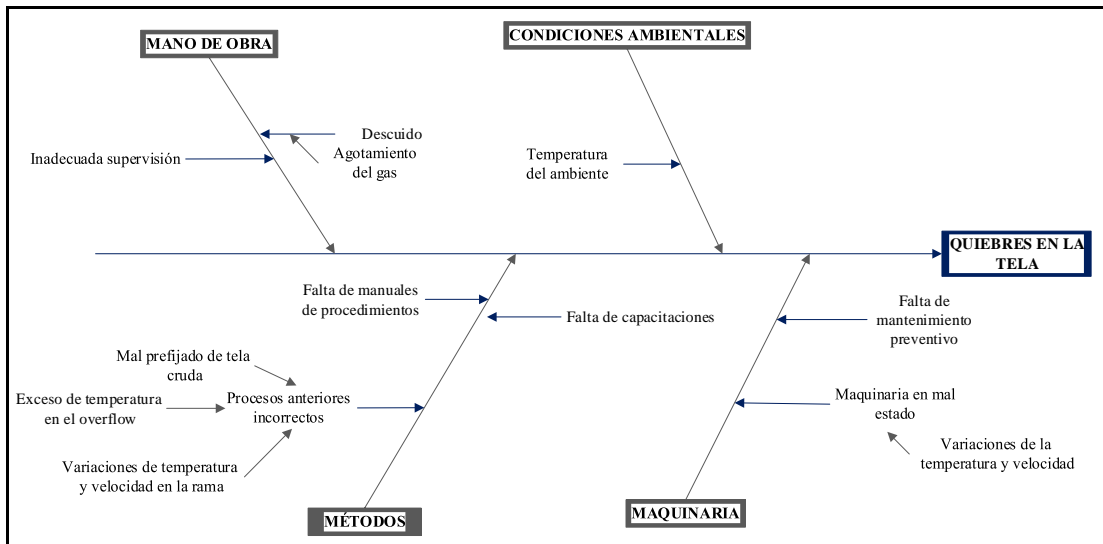 MANO DE OBRA
CONDICIONES AMBIENTALES
Descuido
Inadecuada supervisión
Agotamiento
del gas
Temperatura
del ambiente
QUIEBRES EN LA
TELA
Falta de manuales
de procedimientos
Falta de capacitaciones
Falta de
mantenimiento
preventivo
Mal prefijado de tela
cruda
Exceso de temperatura
en el overflow
Procesos anteriores
incorrectos
Variaciones de temperatura
y velocidad en la rama
Maquinaria en mal
estado
Variaciones de la
temperatura y velocidad
MÉTODOS
MAQUINARIA